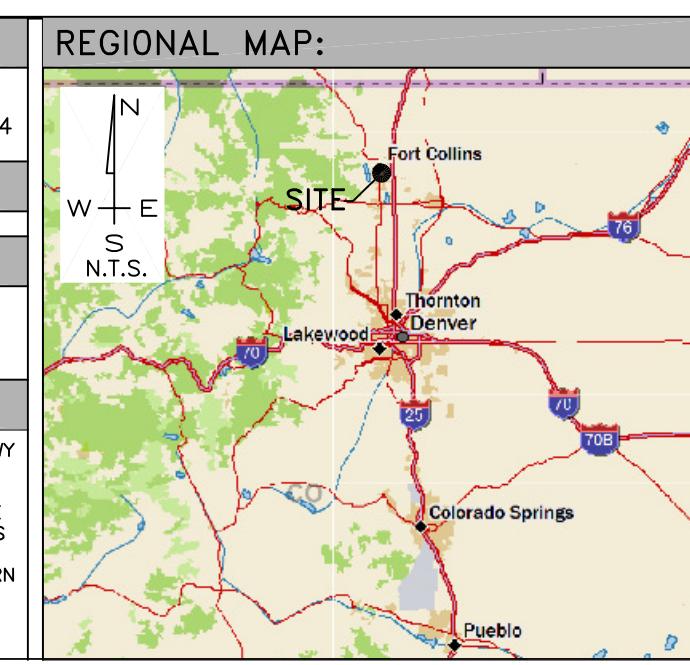 REGIONAL MAP:
4
N
Fort Collins
SITE
W E
S
N.T.S.
76
Thornton
Denver
Lakewood
70
25
70
70B
WY
CO
S
Colorado Springs
RN
Pueblo